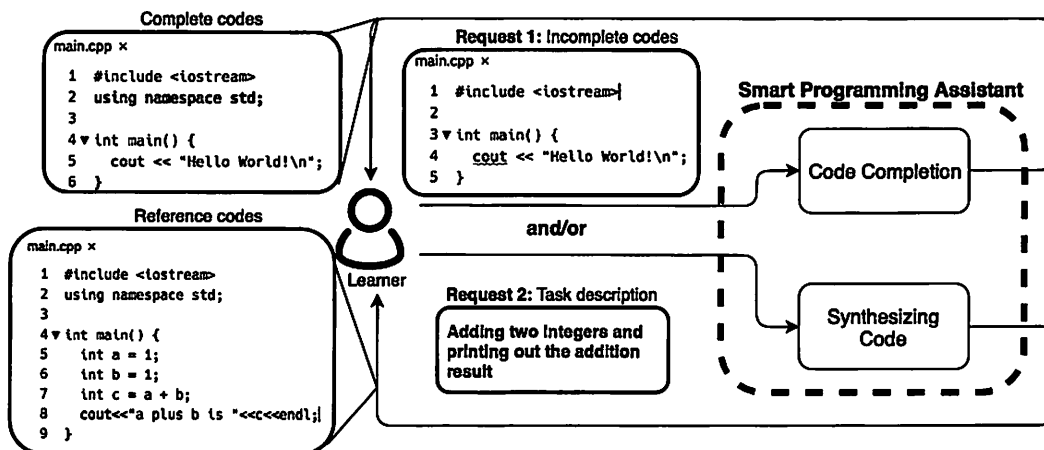 Complete codes
main.cpp ×
1 #include <iostream>
2 using namespace std;
3
4 ▼ int main() {
5 cout << "Hello World!\n";
6 }
Request 1: Incomplete codes
main.cpp ×
1 #include <iostream>
2
3 ▼ int main() {
4 cout << "Hello World!\n";
5 }
Smart Programming Assistant
Code Completion
Synthesizing
Code
and/or
Learner
Reference codes
main.cpp ×
1 #include <iostream>
2 using namespace std;
3
4 ▼ int main() {
5 int a = 1;
6 int b = 1;
7 int c = a + b;
8 cout<<"a plus b is "<<c<<endl;
9 }
Request 2: Task description
Adding two integers and
printing out the addition
result